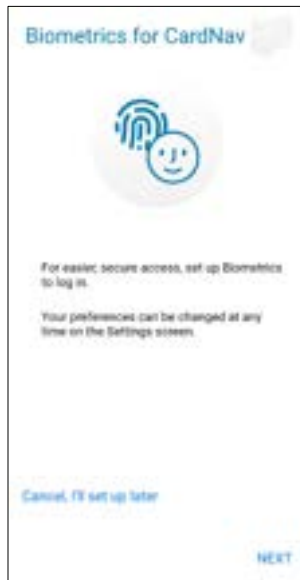 Biometrics for CardNav
For easier, secure access, set up Biometrics
to log in.
Your preferences can be changed at any
time on the Settings screen.
Cancel, I'll set up later
NEXT